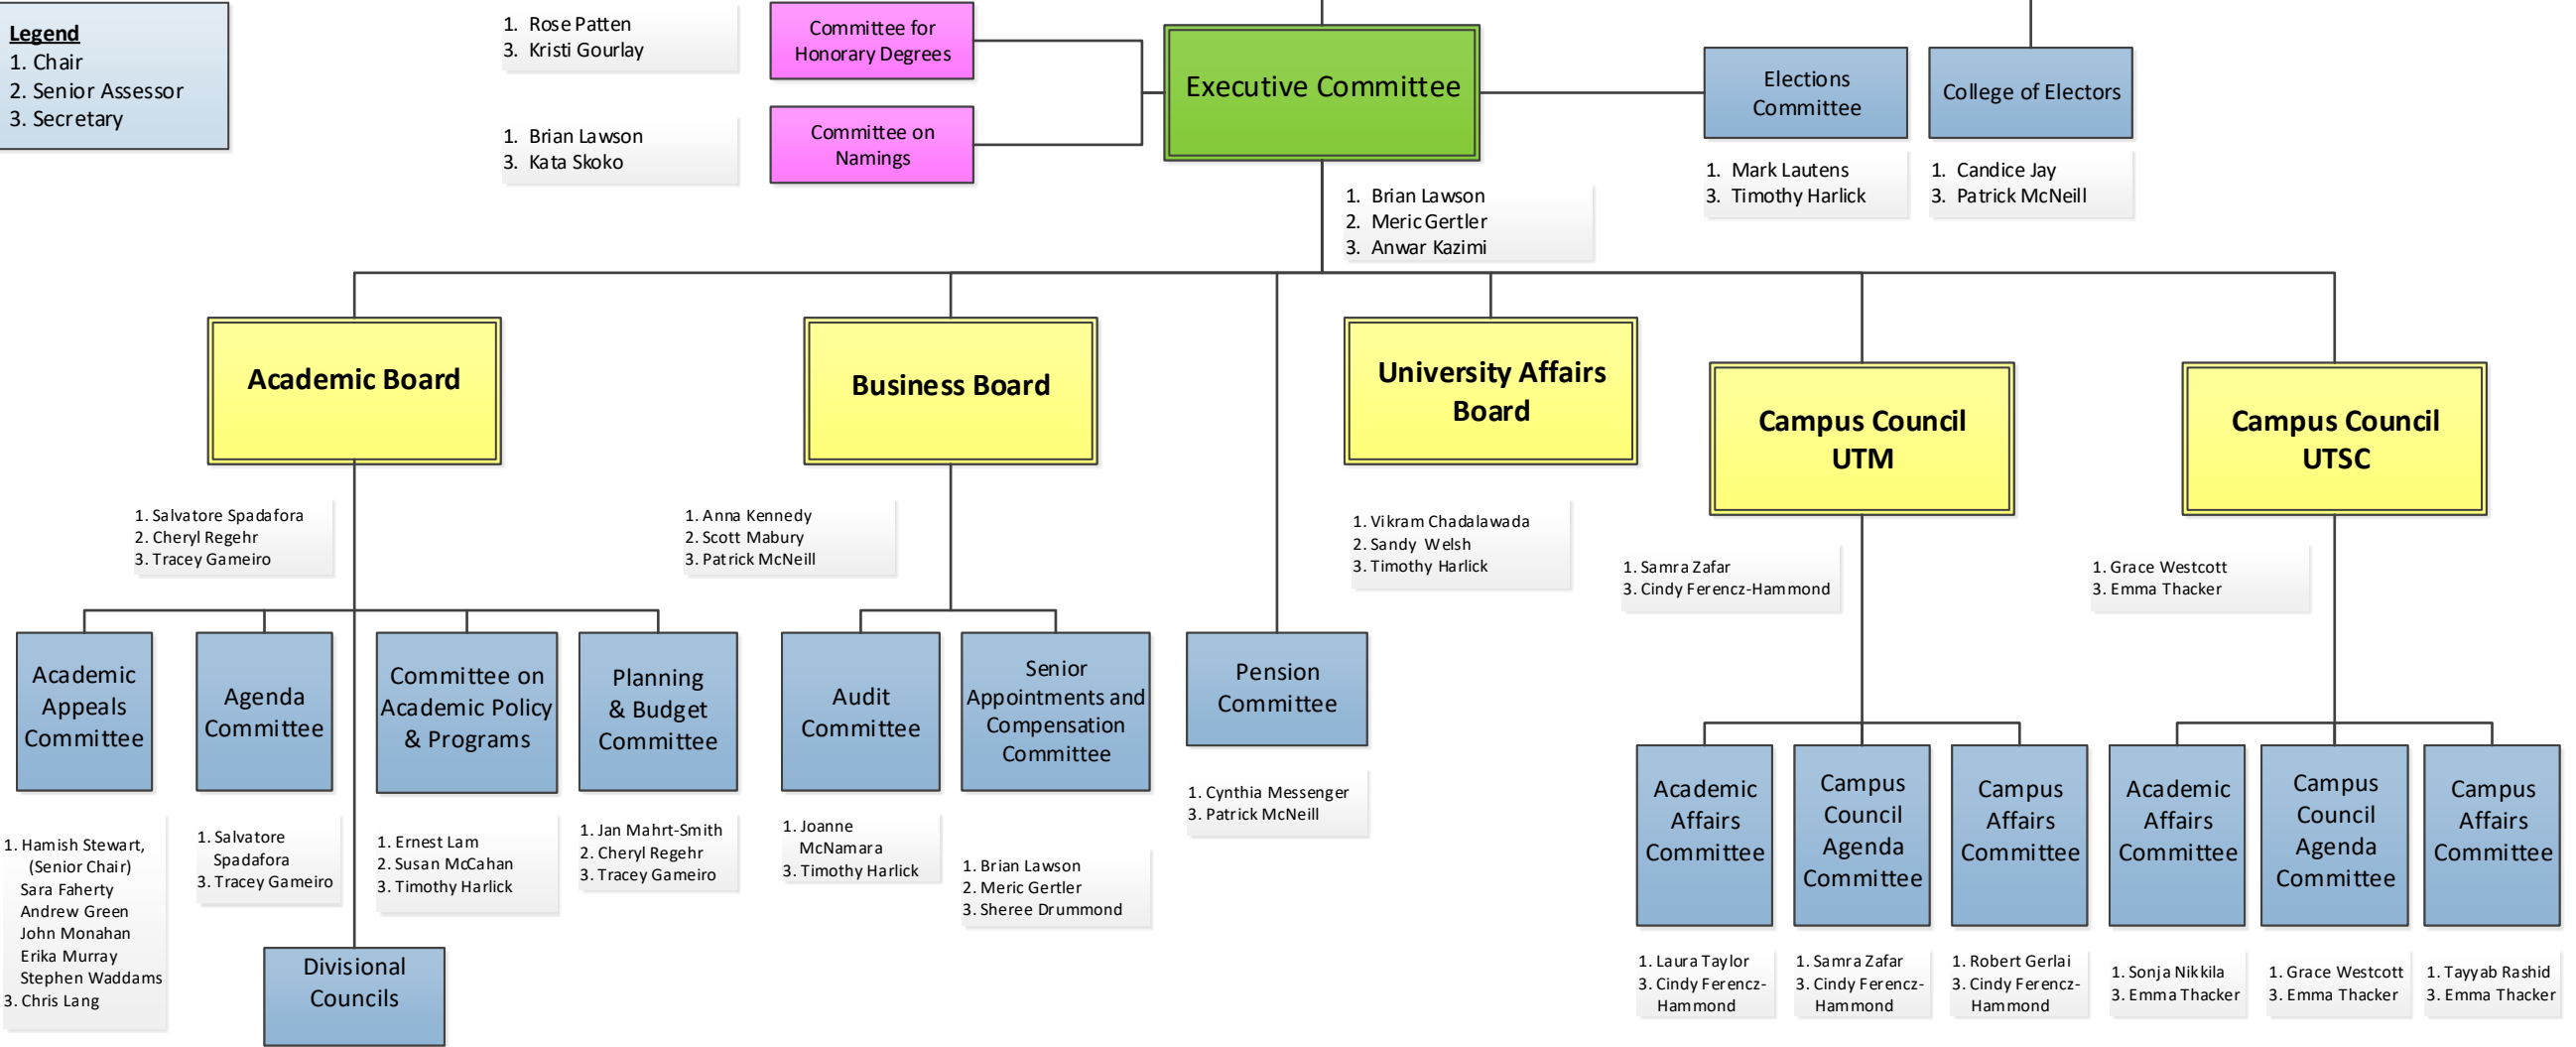 Legend
1. Chair
2. Senior Assessor
3. Secretary
1. Rose Patten
3. Kristi Gourlay
Committee for
Honorary Degrees
1. Brian Lawson
3. Kata Skoko
Committee on
Namings
Executive Committee
1. Brian Lawson
2. Meric Gertler
3. Anwar Kazimi
Elections
Committee
1. Mark Lautens
3. Timothy Harlick
College of Electors
1. Candice Jay
3. Patrick McNeill
Academic Board
1. Salvatore Spadafora
2. Cheryl Regehr
3. Tracey Gameiro
Business Board
1. Anna Kennedy
2. Scott Mabury
3. Patrick McNeill
University Affairs
Board
1. Vikram Chadalawada
2. Sandy Welsh
3. Timothy Harlick
Campus Council
UTM
1. Samra Zafar
3. Cindy Ferencz-Hammond
Campus Council
UTSC
1. Grace Westcott
3. Emma Thacker
Academic
Appeals
Committee
1. Hamish Stewart,
(Senior Chair)
Sara Faherty
Andrew Green
John Monahan
Erika Murray
Stephen Waddams
3. Chris Lang
Agenda
Committee
1. Salvatore
Spadafora
3. Tracey Gameiro
Committee on
Academic Policy
& Programs
1. Ernest Lam
2. Susan McCahan
3. Timothy Harlick
Planning
& Budget
Committee
1. Jan Mahrt-Smith
2. Cheryl Regehr
3. Tracey Gameiro
Divisional
Councils
Audit
Committee
1. Joanne
McNamara
3. Timothy Harlick
Senior
Appointments and
Compensation
Committee
1. Brian Lawson
2. Meric Gertler
3. Sheree Drummond
Pension
Committee
1. Cynthia Messenger
3. Patrick McNeill
Academic
Affairs
Committee
1. Laura Taylor
3. Cindy Ferencz-
Hammond
Campus
Council
Agenda
Committee
1. Samra Zafar
3. Cindy Ferencz-
Hammond
Campus
Affairs
Committee
1. Robert Gerlai
3. Cindy Ferencz-
Hammond
Academic
Affairs
Committee
1. Sonja Nikkila
3. Emma Thacker
Campus
Council
Agenda
Committee
1. Grace Westcott
3. Emma Thacker
Campus
Affairs
Committee
1. Tayyab Rashid
3. Emma Thacker